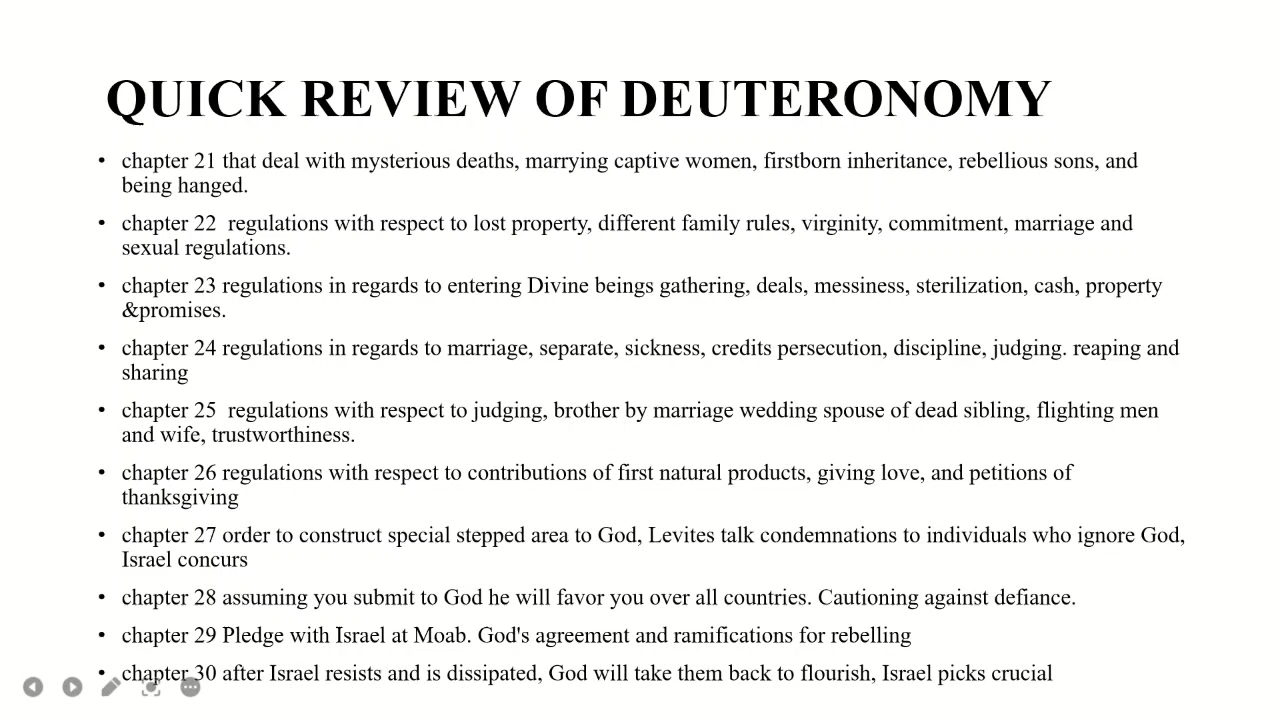 QUICK REVIEW OF DEUTERONOMY
• chapter 21 that deal with mysterious deaths, marrying captive women, firstborn inheritance, rebellious sons, and
being hanged.
• chapter 22  regulations with respect to lost property, different family rules, virginity, commitment, marriage and
sexual regulations.
• chapter 23 regulations in regards to entering Divine beings gathering, deals, messiness, sterilization, cash, property
&promises.
• chapter 24 regulations in regards to marriage, separate, sickness, credits persecution, discipline, judging. reaping and
sharing
• chapter 25  regulations with respect to judging, brother by marriage wedding spouse of dead sibling, flighting men
and wife, trustworthiness.
• chapter 26 regulations with respect to contributions of first natural products, giving love, and petitions of
thanksgiving
• chapter 27 order to construct special stepped area to God, Levites talk condemnations to individuals who ignore God,
Israel concurs
• chapter 28 assuming you submit to God he will favor you over all countries. Cautioning against defiance.
• chapter 29 Pledge with Israel at Moab. God's agreement and ramifications for rebelling
• chapter 30 after Israel resists and is dissipated, God will take them back to flourish, Israel picks crucial